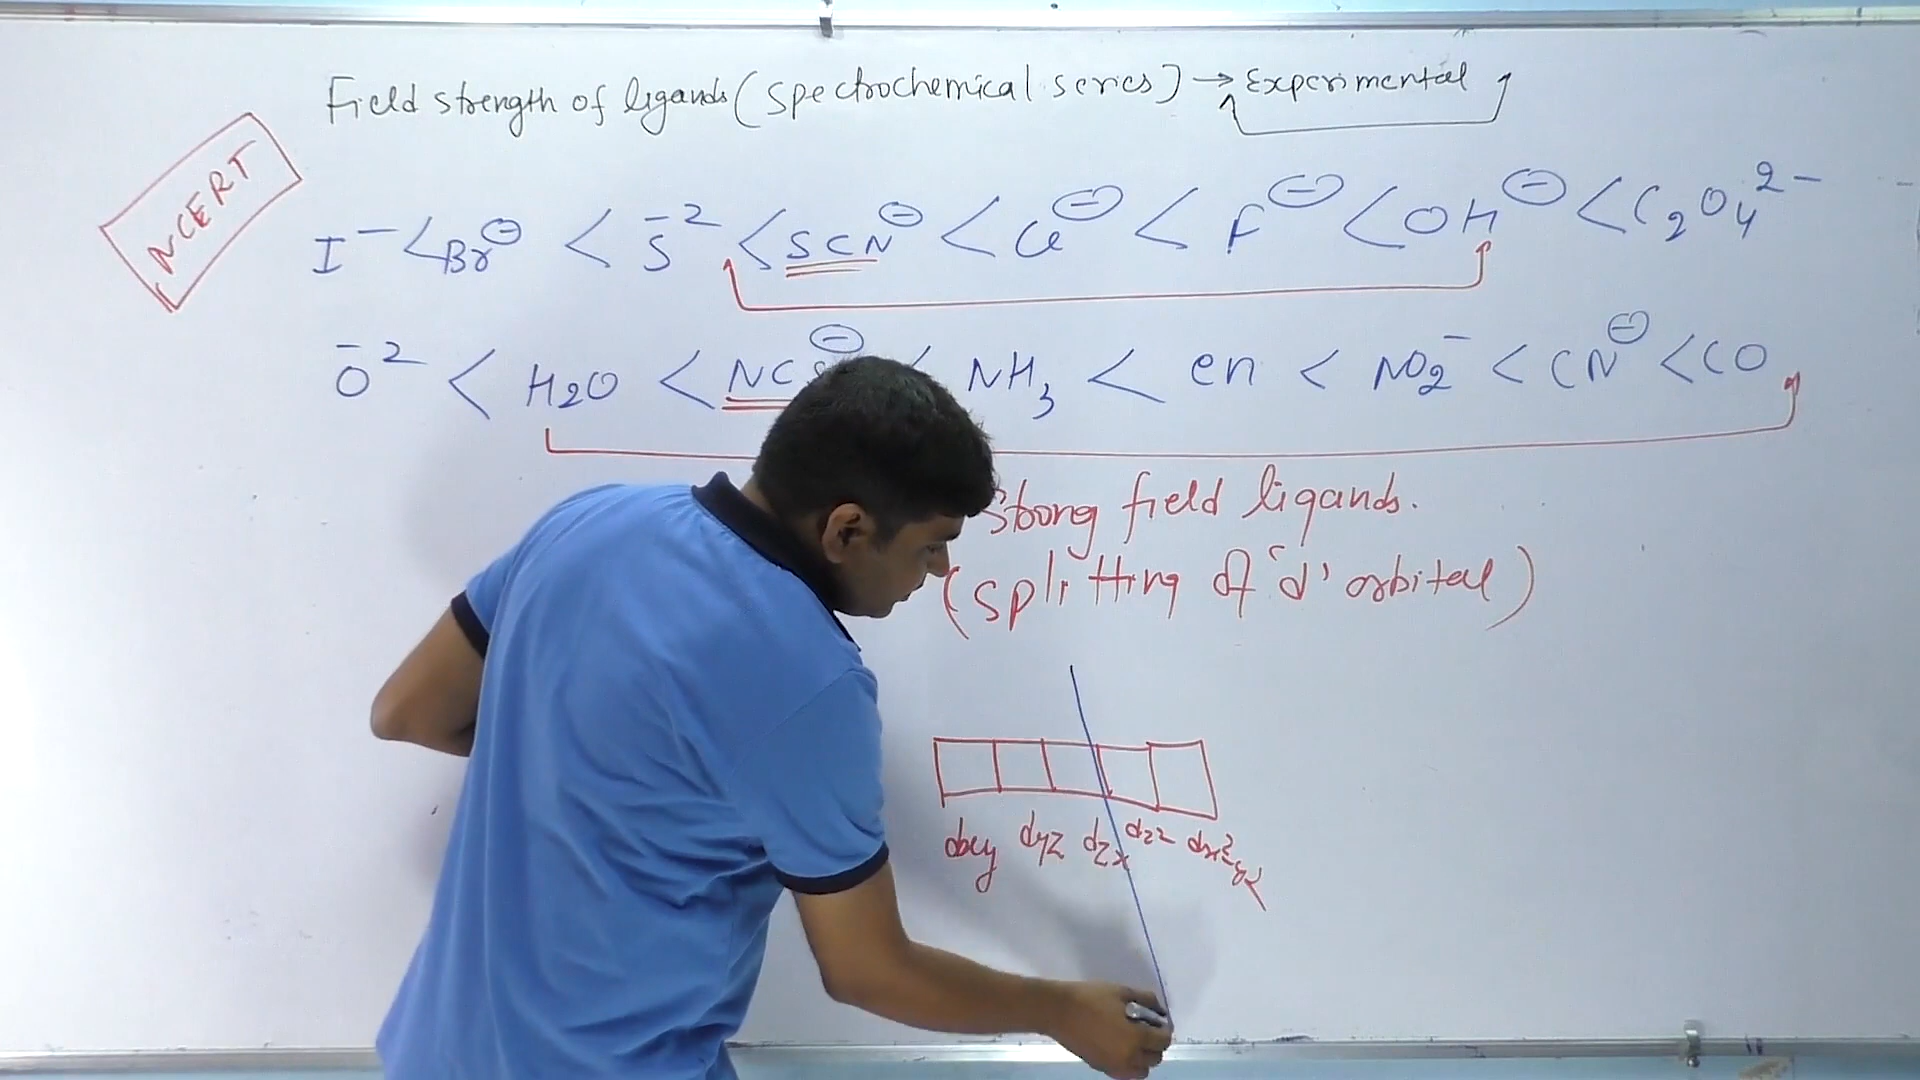 Field strength of ligands (spectrochemical series) → Experimental
NCERT
I⁻ < Br⊖ < S⁻² < SCN⊖ < Cl⊖ < F⊖ < OH⊖ < C₂O₄²⁻
O⁻² < H₂O < NCS⊖ < NH₃ < en < NO₂⁻ < CN⊖ < CO
Strong field ligands.
(splitting of 'd' orbital)
dxy dyz dzx dz² dx²-y²